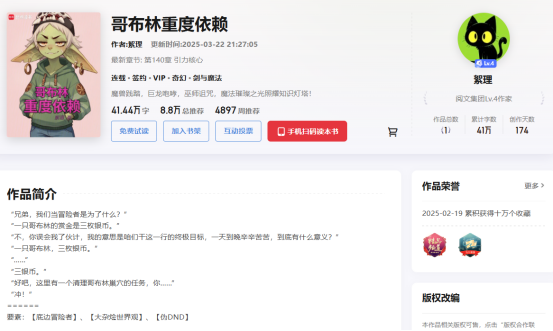 哥布林重度依赖
哥布林
重度依赖
作者:絮理 更新时间:2025-03-22 21:27:05
最新章节: 第140章 引力核心
连载·签约·VIP·奇幻·剑与魔法
魔兽践踏、巨龙咆哮,巫师诅咒,魔法璀璨之光照耀知识灯塔!
41.44万字 8.8万总推荐 4897周推荐
免费试读 加入书架 互动投票 手机扫码读本书
Lv.4
絮理
阅文集团Lv.4作家
作品总数 累计字数 创作天数
(1) 41万 174
作品简介
“兄弟,我们当冒险者是为了什么?”
“一只哥布林的赏金是三枚银币。”
“不,你误会我了伙计,我的意思是咱们干这一行的终极目标,一天到晚辛辛苦苦,到底有什么意义?”
“一只哥布林,三枚银币。”
“……”
“三银币。”
“好吧,这里有一个清理哥布林巢穴的任务,你……”
“冲!”
======
要素:【底边冒险者】、【大杂烩世界观】、【伪DND】
作品荣誉 更多
2025-02-19 累积获得十万个收藏
版权改编
本作品相关版权可售,点击“版权合作联